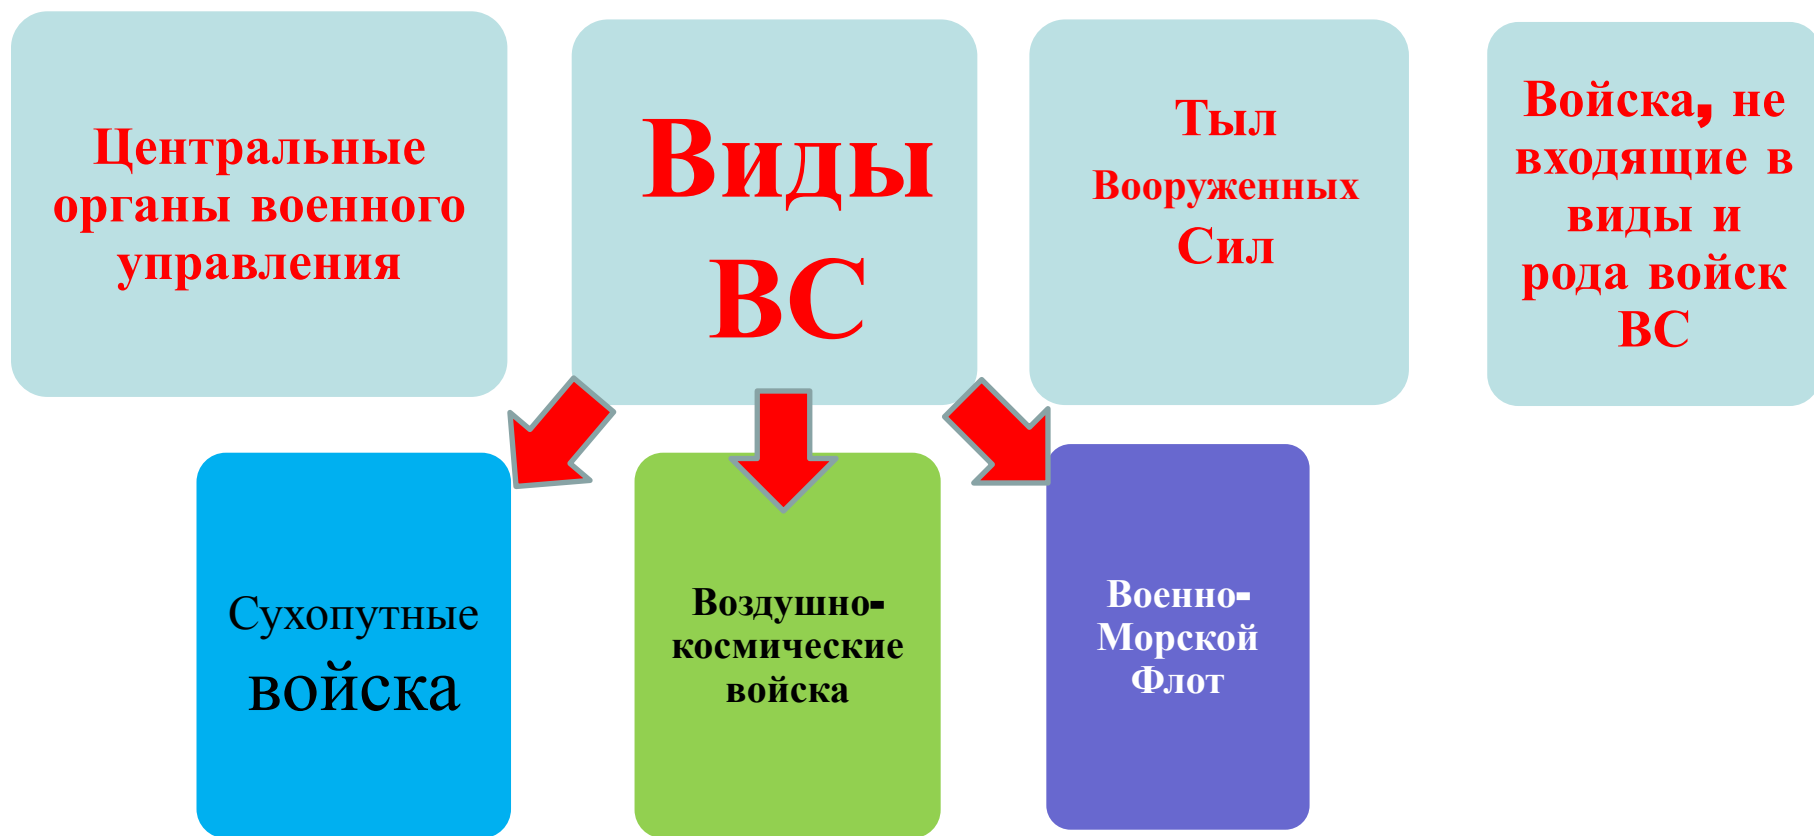 Центральные
органы военного
управления
Виды
ВС
Тыл
Вооруженных
Сил
Войска, не
входящие в
виды и
рода войск
ВС
Сухопутные
войска
Воздушно-
космические
войска
Военно-
Морской
Флот